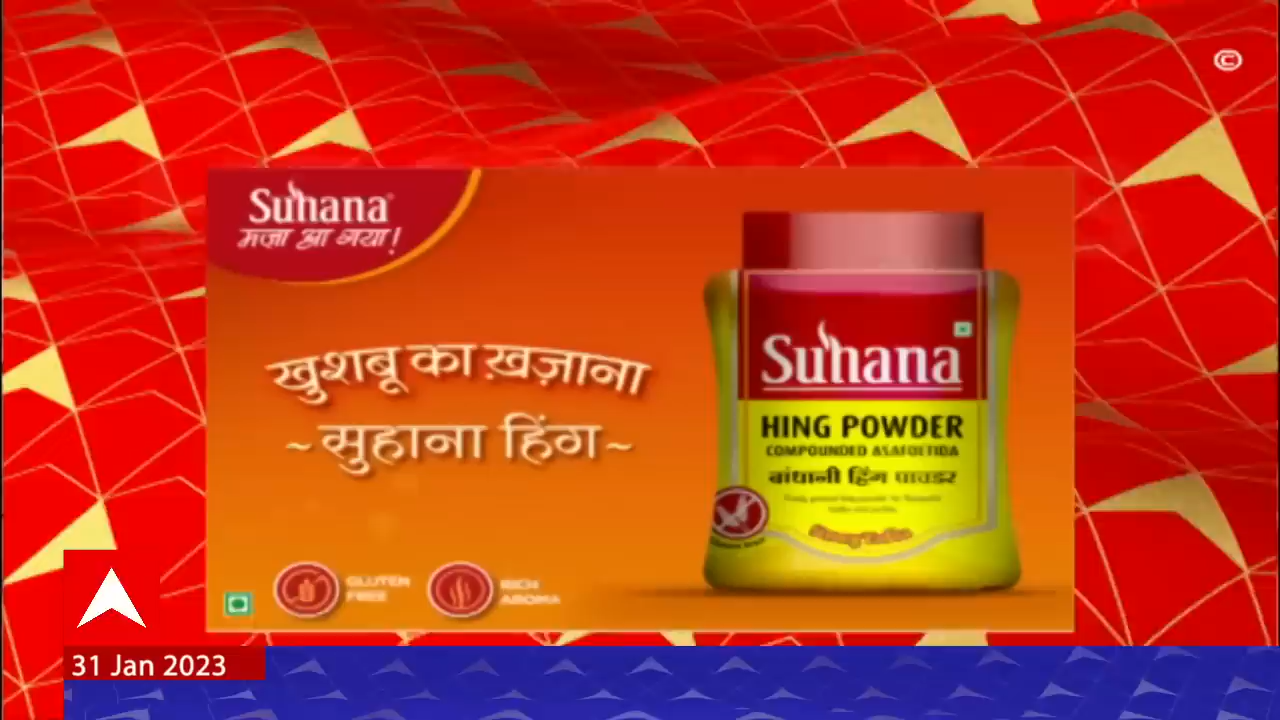 ©
Suhana
मज़ा आ गया!
खुशबू का ख़ज़ाना
~सुहाना हिंग~
GLUTEN
FREE
RICH
AROMA
Suhana
HING POWDER
COMPOUNDED ASAFOETIDA
बांधानी हिंग पावडर
31 Jan 2023